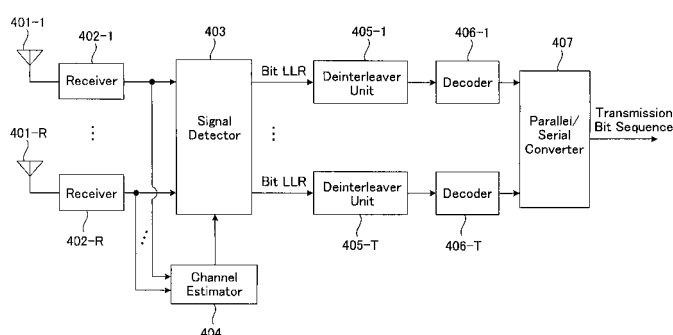 401-1
402-1
403
405-1
406-1
407
Receiver
Bit LLR
Deinterleaver
Unit
Decoder
401-R
Signal
Detector
Parallel/
Serial
Converter
Transmission
Bit Sequence
Receiver
Bit LLR
Deinterleaver
Unit
Decoder
402-R
405-T
406-T
Channel
Estimator
404